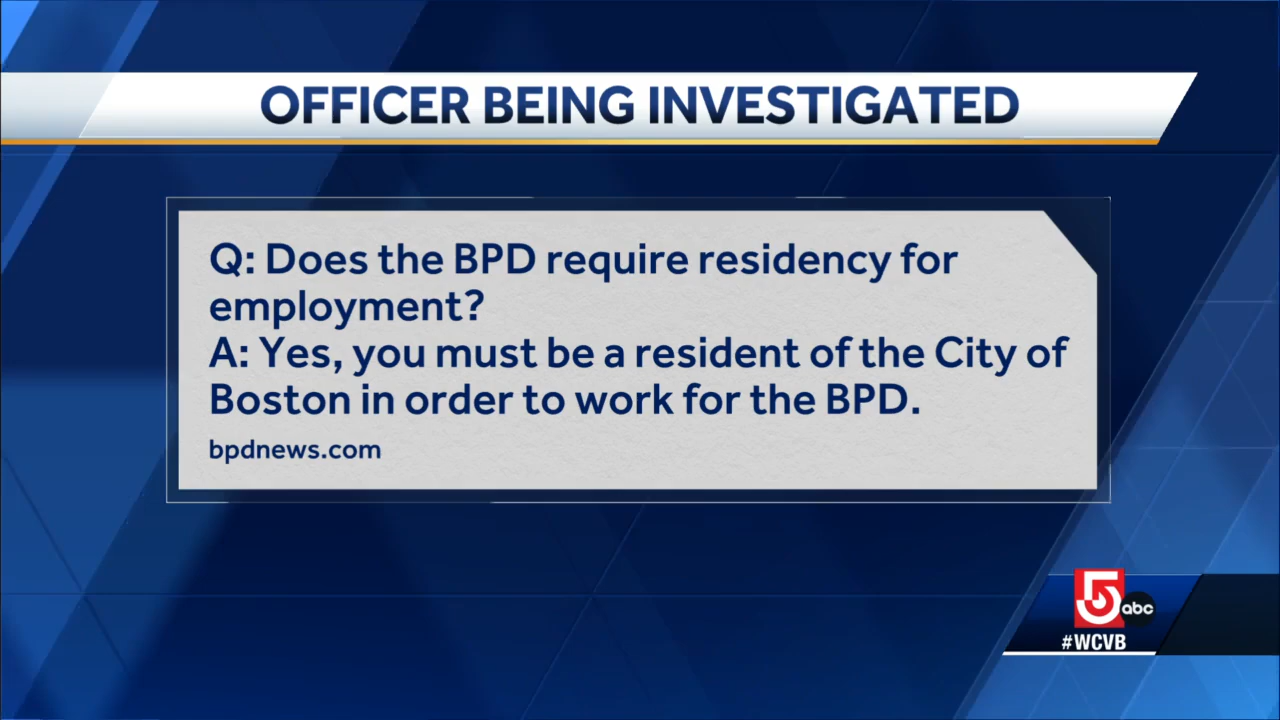 OFFICER BEING INVESTIGATED
Q: Does the BPD require residency for
employment?
A: Yes, you must be a resident of the City of
Boston in order to work for the BPD.
bpdnews.com
5 abc
#WCVB